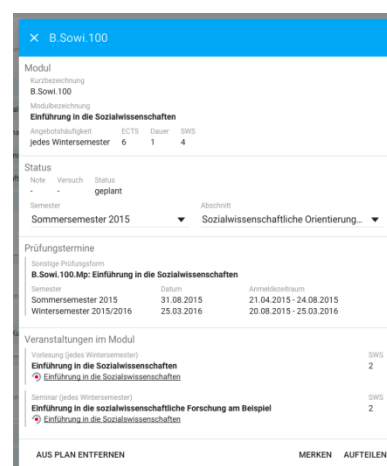 × B.Sowi.100
Modul
Kurzbezeichnung
B.Sowi.100
Modulbezeichnung
Einführung in die Sozialwissenschaften
Angebotshäufigkeit ECTS Dauer SWS
jedes Wintersemester 6 1 4
Status
Note Versuch Status
- - geplant
Semester Abschnitt
Sommersemester 2015 Sozialwissenschaftliche Orientierung...
Prüfungstermine
Sonstige Prüfungsform
B.Sowi.100.Mp: Einführung in die Sozialwissenschaften
Semester Datum Anmeldezeitraum
Sommersemester 2015 31.08.2015 21.04.2015 - 24.08.2015
Wintersemester 2015/2016 25.03.2016 20.08.2015 - 25.03.2016
Veranstaltungen im Modul
Vorlesung (jedes Wintersemester) SWS
Einführung in die Sozialwissenschaften 2
Einführung in die Sozialswissenschaften
Seminar (jedes Wintersemester) SWS
Einführung in die sozialwissenschaftliche Forschung am Beispiel 2
Einführung in die Sozialswissenschaften
AUS PLAN ENTFERNEN MERKEN AUFTEILEN